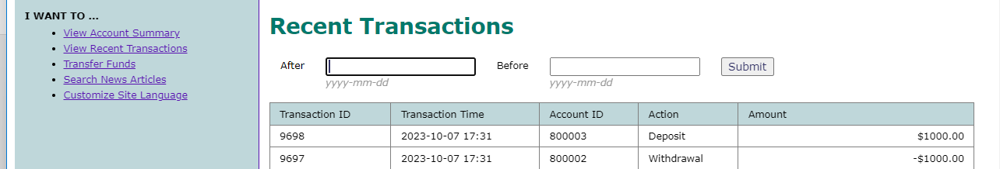 I WANT TO ...
View Account Summary
View Recent Transactions
Transfer Funds
Search News Articles
Customize Site Language
Recent Transactions
After Before Submit
yyyy-mm-dd yyyy-mm-dd
Transaction ID Transaction Time Account ID Action Amount
9698 2023-10-07 17:31 800003 Deposit $1000.00
9697 2023-10-07 17:31 800002 Withdrawal -$1000.00